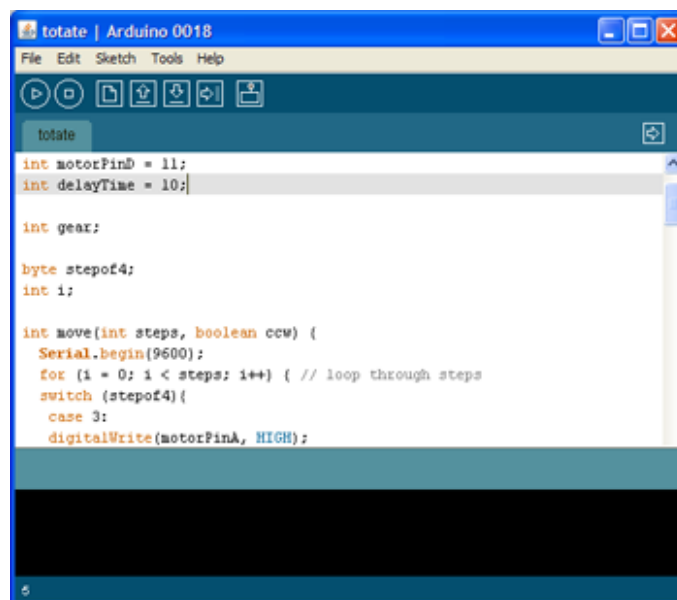 totate | Arduino 0018
File Edit Sketch Tools Help
totate
int motorPinD = 11;
int delayTime = 10;
int gear;
byte stepof4;
int i;
int move(int steps, boolean ccw) {
Serial.begin(9600);
for (i = 0; i < steps; i++) { // loop through steps
switch (stepof4){
case 3:
digitalWrite(motorPinA, HIGH);